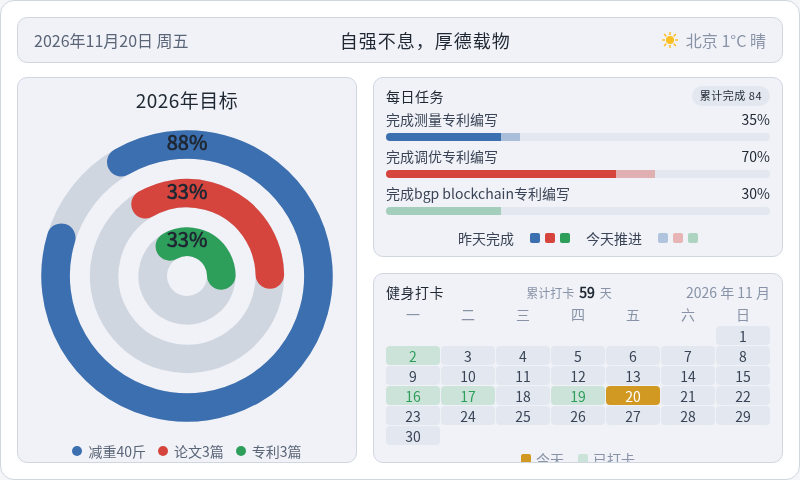 2026年11月20日 周五
自强不息，厚德载物
北京 1°C 晴
2026年目标
88%
33%
33%
减重40斤 论文3篇 专利3篇
每日任务
累计完成 84
完成测量专利编写 35%
完成调优专利编写 70%
完成bgp blockchain专利编写 30%
昨天完成 今天推进
健身打卡 累计打卡 59 天 2026 年 11 月
一 二 三 四 五 六 日
1
2 3 4 5 6 7 8
9 10 11 12 13 14 15
16 17 18 19 20 21 22
23 24 25 26 27 28 29
30
今天 已打卡